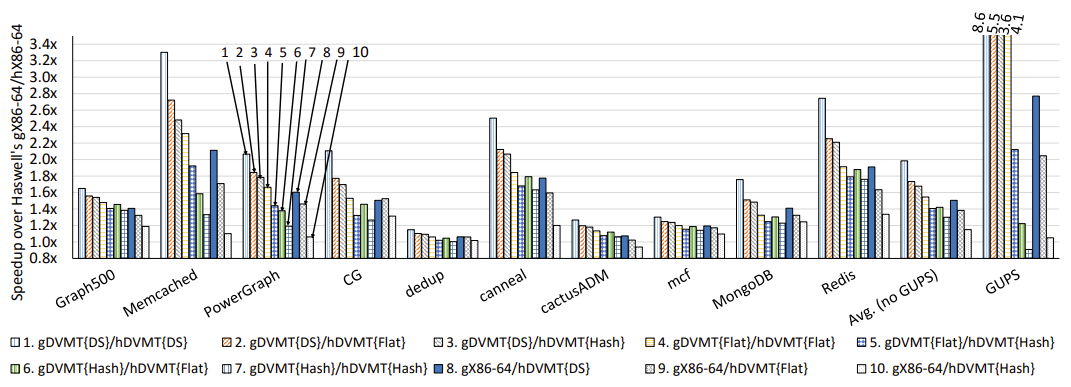 8.6 5.5 3.6 4.1
Speedup over Haswell's gX86-64/hX86-64
3.4x
3.2x
3.0x
2.8x
2.6x
2.4x
2.2x
2.0x
1.8x
1.6x
1.4x
1.2x
1.0x
0.8x
1 2 3 4 5 6 7 8 9 10
Graph500 Memcached PowerGraph CG dedup canneal cactusADM mcf MongoDB Redis Avg. (no GUPS) GUPS
1. gDVMT{DS}/hDVMT{DS} 2. gDVMT{DS}/hDVMT{Flat} 3. gDVMT{DS}/hDVMT{Hash} 4. gDVMT{Flat}/hDVMT{Flat} 5. gDVMT{Flat}/hDVMT{Hash}
6. gDVMT{Hash}/hDVMT{Flat} 7. gDVMT{Hash}/hDVMT{Hash} 8. gX86-64/hDVMT{DS} 9. gX86-64/hDVMT{Flat} 10. gX86-64/hDVMT{Hash}